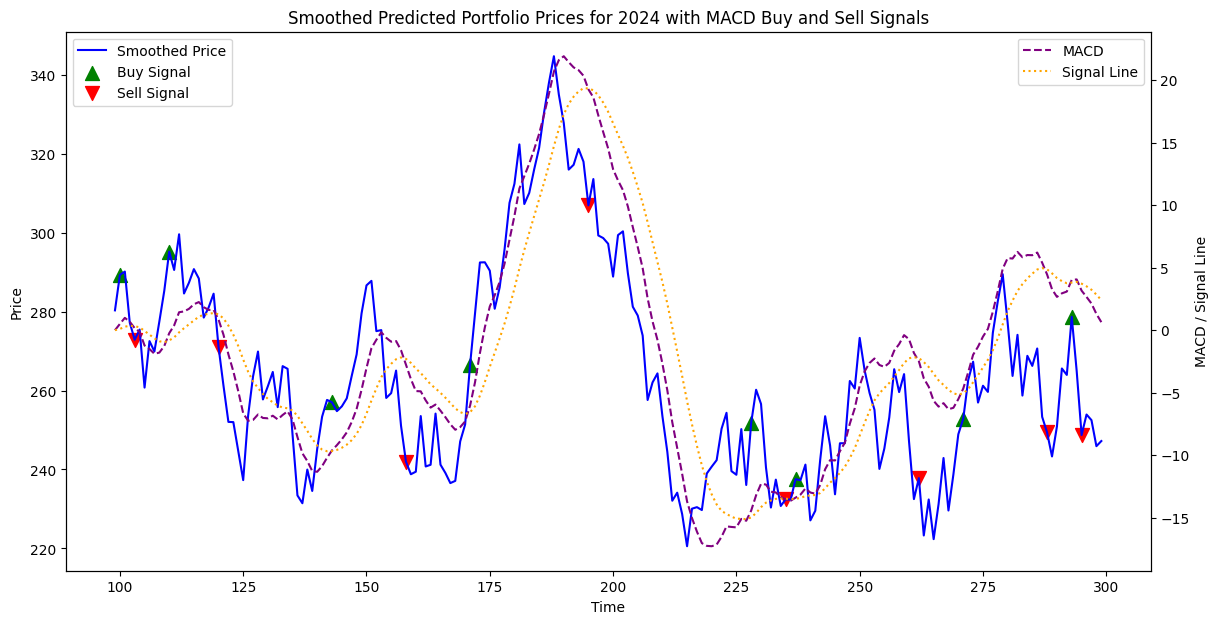 Smoothed Predicted Portfolio Prices for 2024 with MACD Buy and Sell Signals
Smoothed Price
Buy Signal
Sell Signal
MACD
Signal Line
340
320
300
280
260
240
220
Price
20
15
10
5
0
−5
−10
−15
MACD / Signal Line
100
125
150
175
200
225
250
275
300
Time